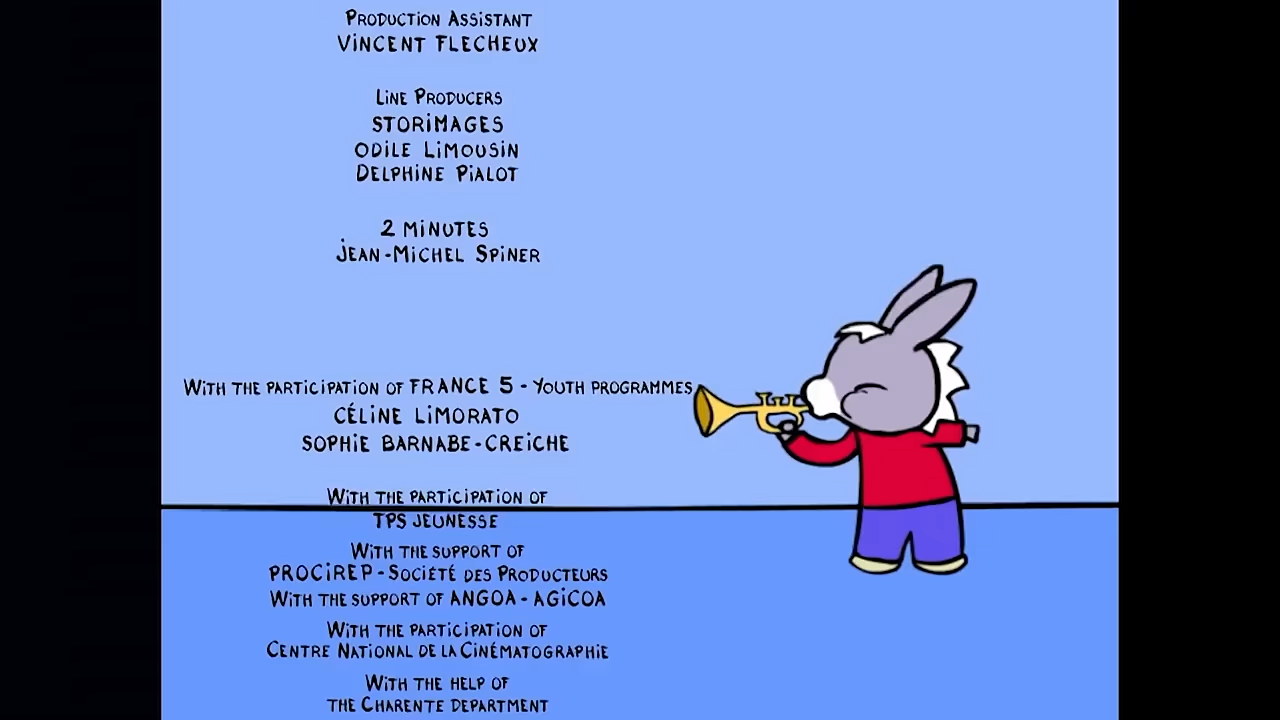 Production Assistant
Vincent Flecheux
Line Producers
STORIMAGES
ODILE LIMOUSIN
DELPHINE PIALOT
2 MINUTES
Jean-Michel Spiner
With the participation of FRANCE 5 - Youth programmes
CÉLINE LIMORATO
SOPHIE BARNABE-CREICHE
With the participation of
TPS JEUNESSE
With the support of
PROCIREP - Société des Producteurs
With the support of ANGOA - AGICOA
With the participation of
Centre National de la Cinématographie
With the help of
the Charente Department